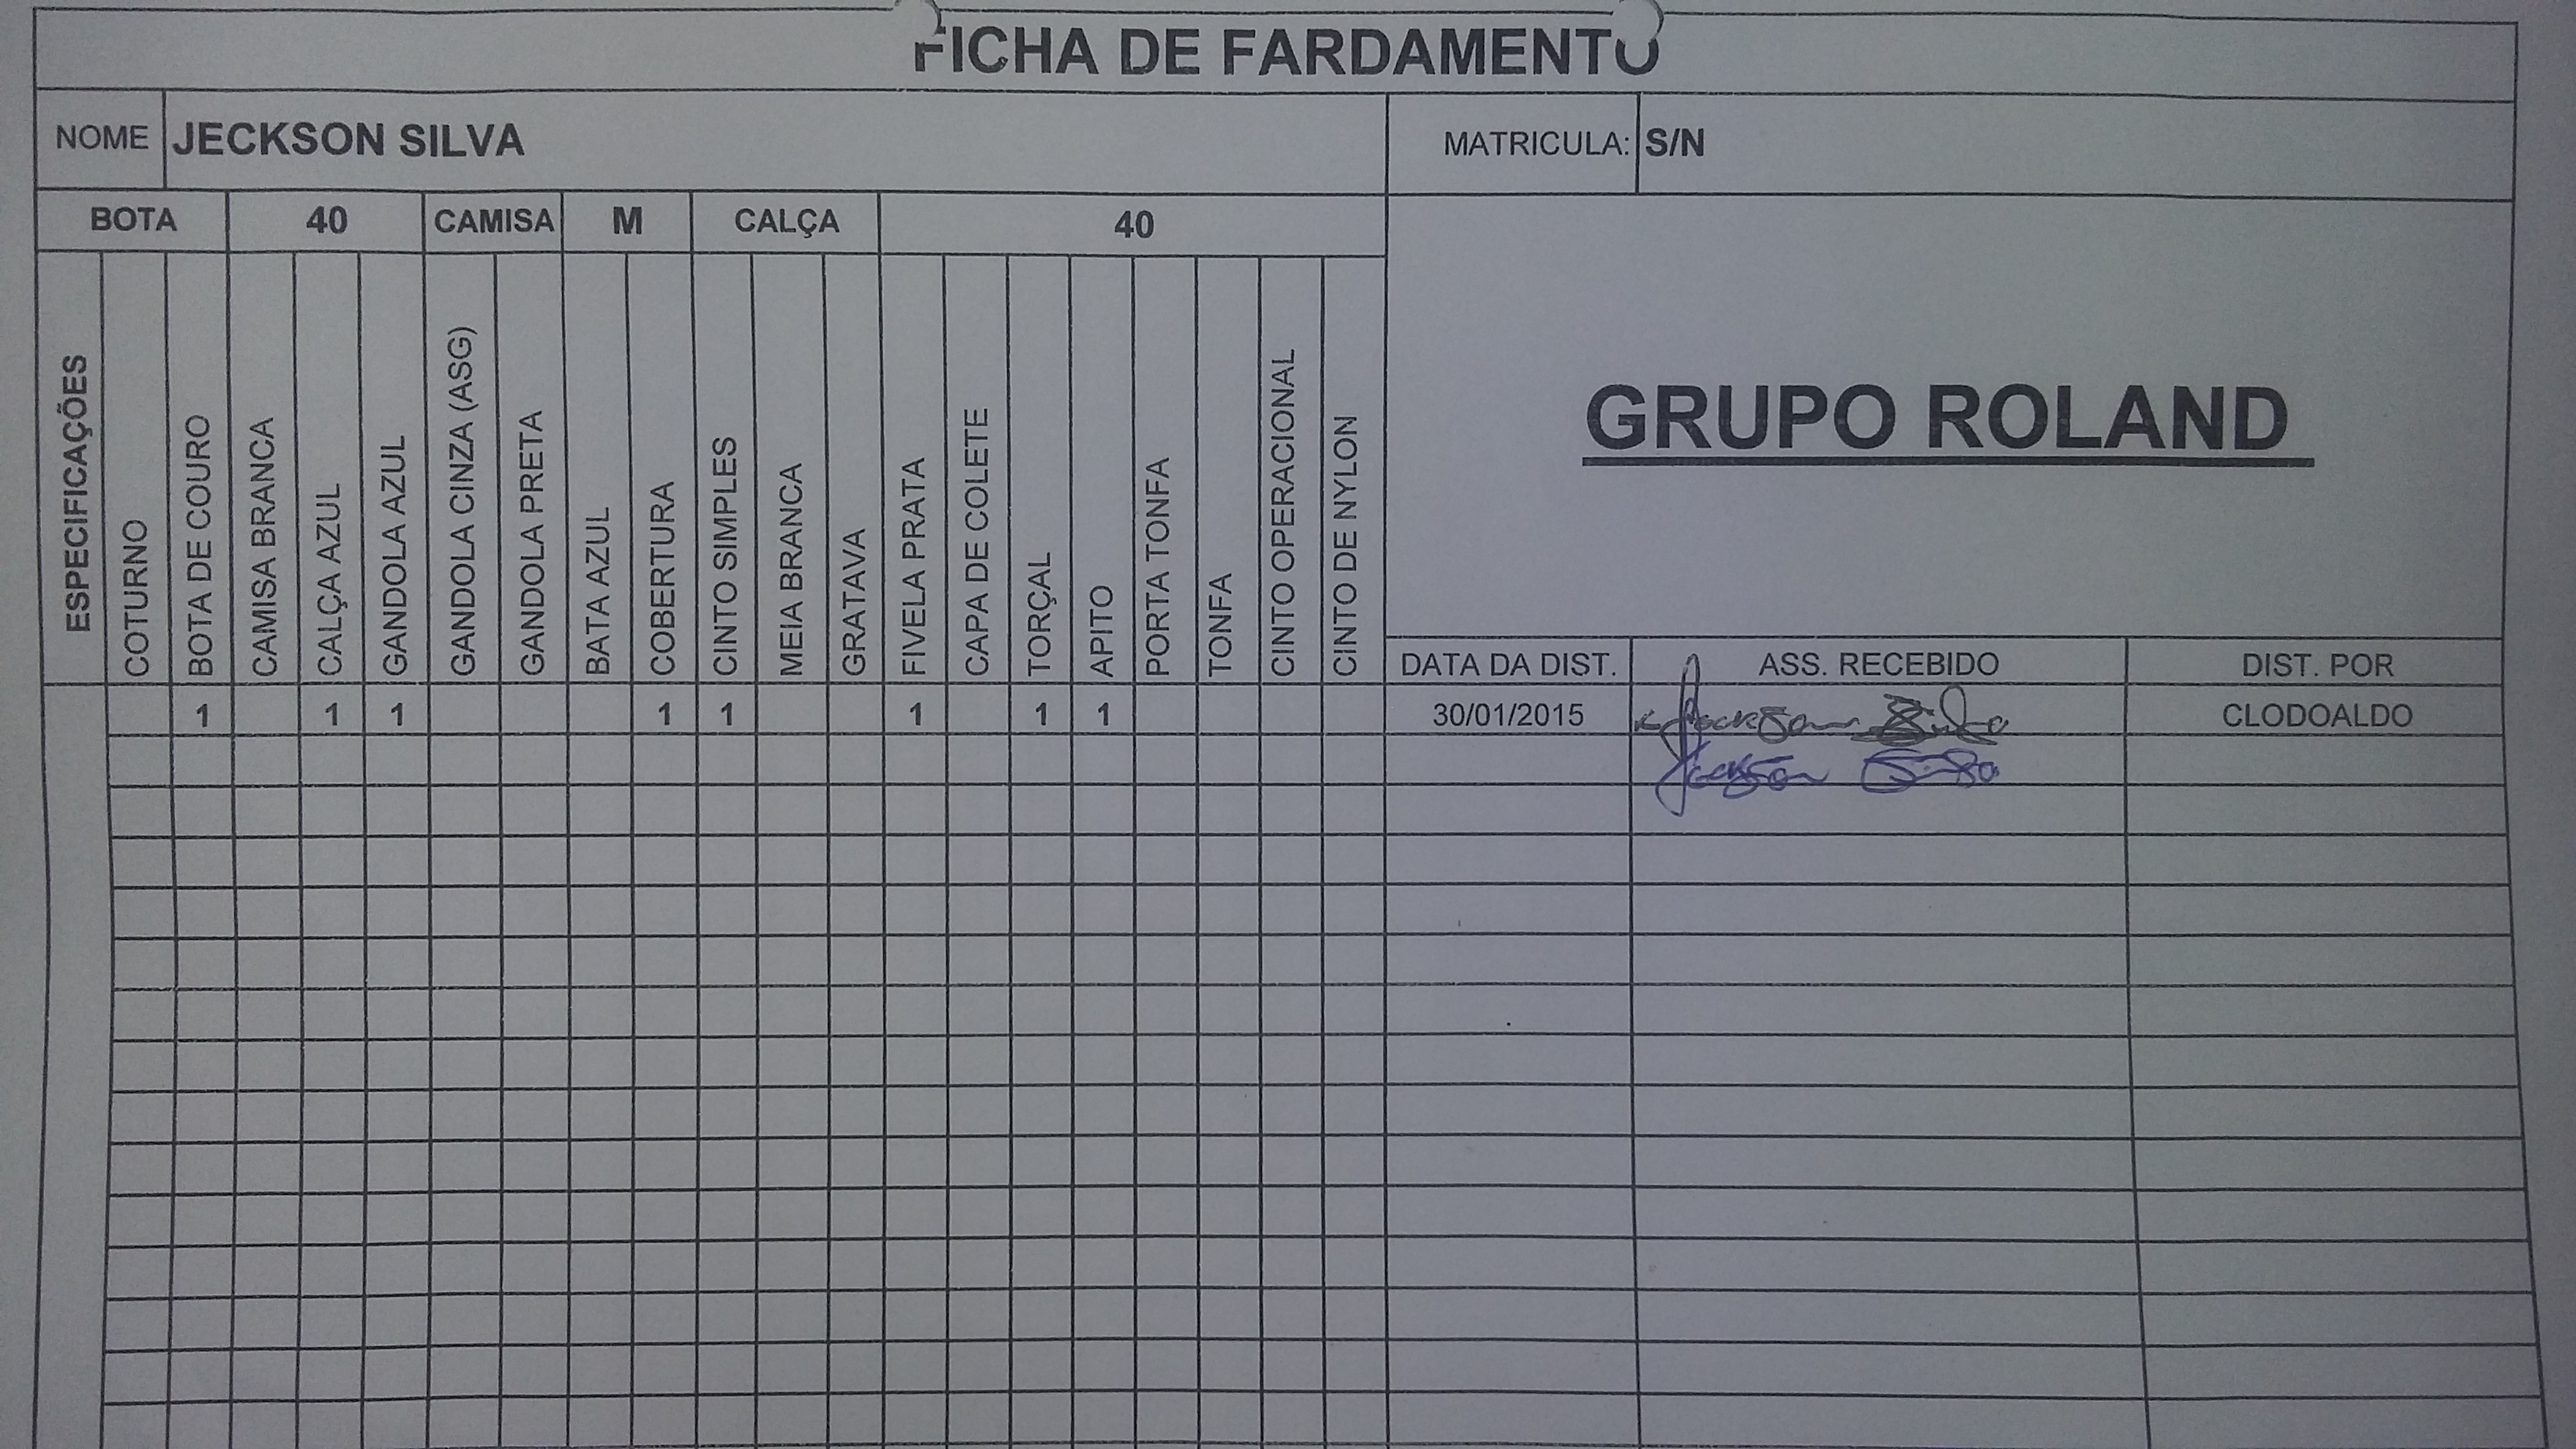 FICHA DE FARDAMENTO
NOME JECKSON SILVA MATRICULA: S/N
BOTA 40 CAMISA M CALÇA 40
GRUPO ROLAND
ESPECIFICAÇÕES
COTURNO
BOTA DE COURO
CAMISA BRANCA
CALÇA AZUL
GANDOLA AZUL
GANDOLA CINZA (ASG)
GANDOLA PRETA
BATA AZUL
COBERTURA
CINTO SIMPLES
MEIA BRANCA
GRATAVA
FIVELA PRATA
CAPA DE COLETE
TORÇAL
APITO
PORTA TONFA
TONFA
CINTO OPERACIONAL
CINTO DE NYLON
DATA DA DIST. ASS. RECEBIDO DIST. POR
1 1 1 1 1 1 1 1 30/01/2015 Jeckson Silva CLODOALDO
Jeckson Silva